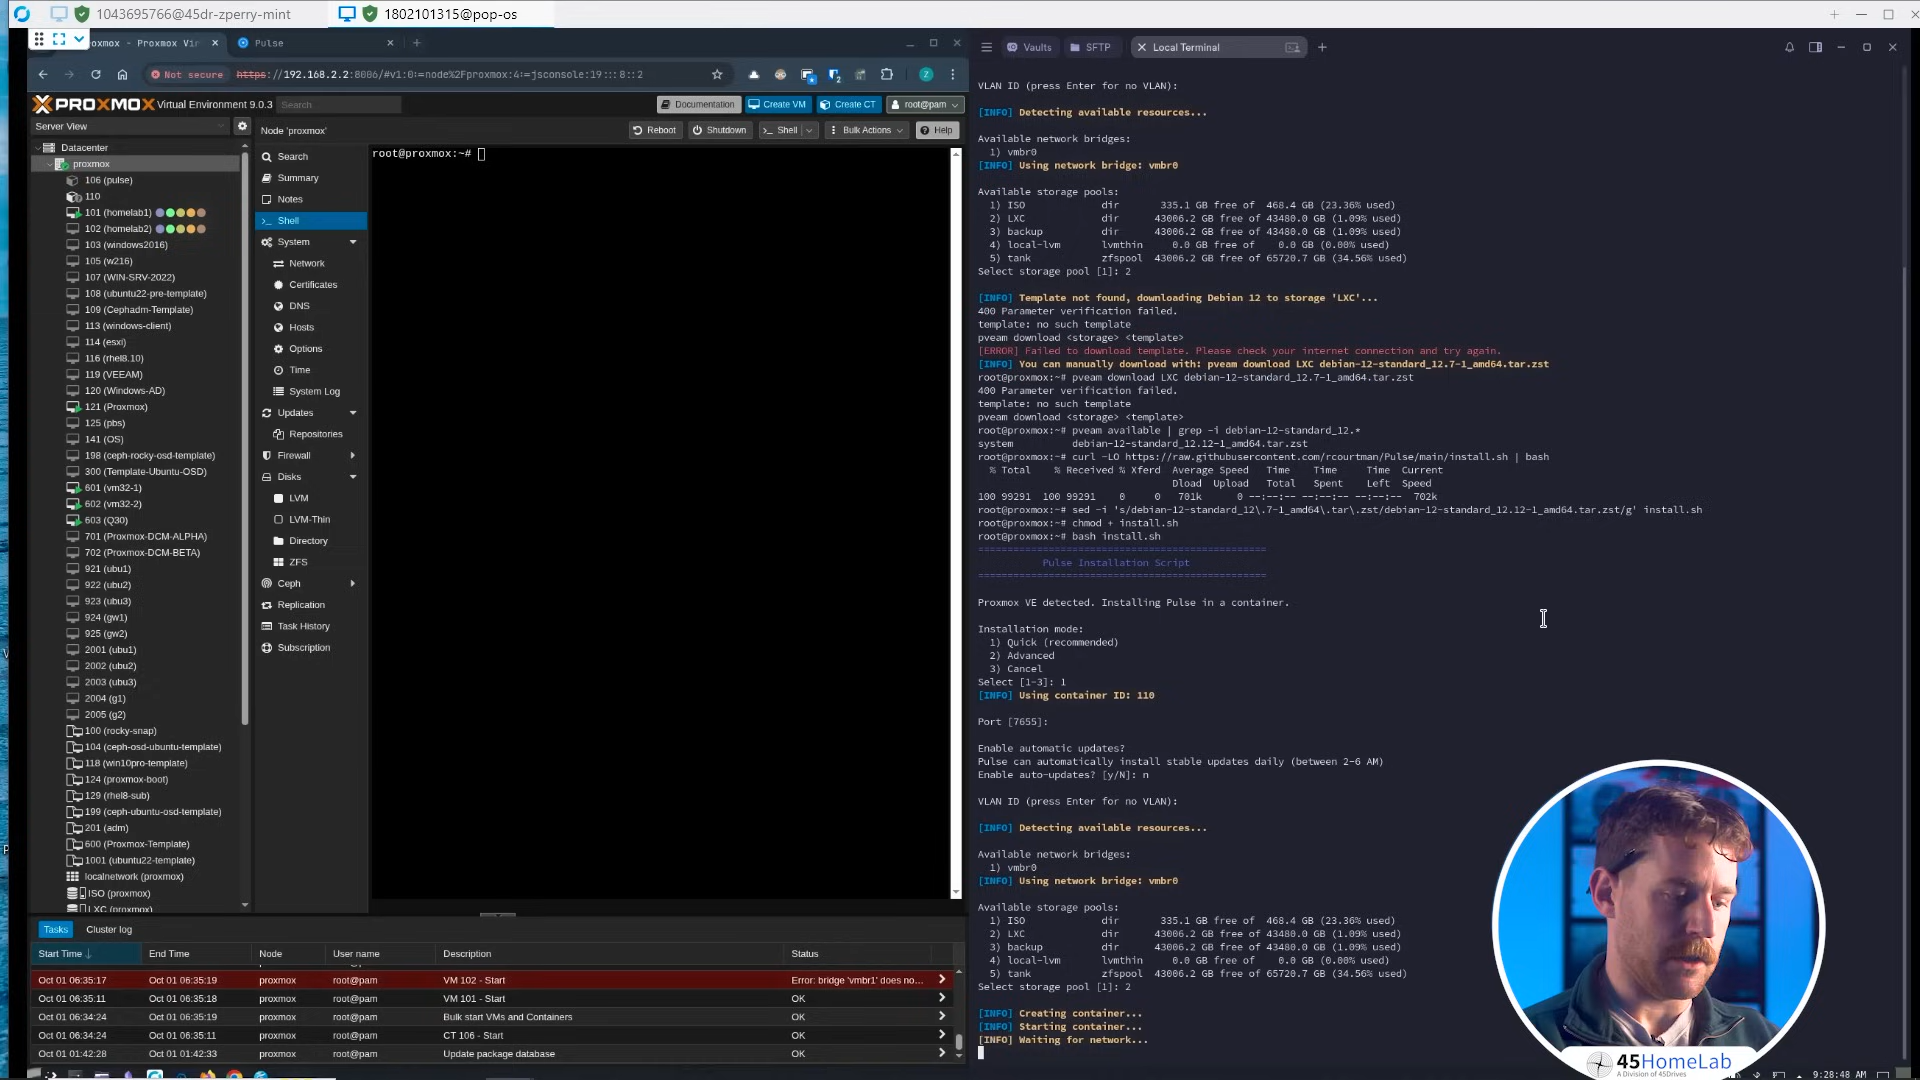 1043695766@45dr-zperry-mint
1802101315@pop-os
oxmox - Proxmox Vir
Pulse
Not secure
https://192.168.2.2:8006/#v1:0:=node%2Fproxmox:4:=jsconsole:19:::8::2
PROXMOX Virtual Environment 9.0.3
Search
Documentation
Create VM
Create CT
root@pam
Server View
Node 'proxmox'
Reboot
Shutdown
Shell
Bulk Actions
Help
Datacenter
proxmox
106 (pulse)
110
101 (homelab1)
102 (homelab2)
103 (windows2016)
105 (w216)
107 (WIN-SRV-2022)
108 (ubuntu22-pre-template)
109 (Cephadm-Template)
113 (windows-client)
114 (esxi)
116 (rhel8.10)
119 (VEEAM)
120 (Windows-AD)
121 (Proxmox)
125 (pbs)
141 (OS)
198 (ceph-rocky-osd-template)
300 (Template-Ubuntu-OSD)
601 (vm32-1)
602 (vm32-2)
603 (Q30)
701 (Proxmox-DCM-ALPHA)
702 (Proxmox-DCM-BETA)
921 (ubu1)
922 (ubu2)
923 (ubu3)
924 (gw1)
925 (gw2)
2001 (ubu1)
2002 (ubu2)
2003 (ubu3)
2004 (g1)
2005 (g2)
100 (rocky-snap)
104 (ceph-osd-ubuntu-template)
118 (win10pro-template)
124 (proxmox-boot)
129 (rhel8-sub)
199 (ceph-ubuntu-osd-template)
201 (adm)
600 (Proxmox-Template)
1001 (ubuntu22-template)
localnetwork (proxmox)
ISO (proxmox)
LXC (proxmox)
Search
Summary
Notes
Shell
System
Network
Certificates
DNS
Hosts
Options
Time
System Log
Updates
Repositories
Firewall
Disks
LVM
LVM-Thin
Directory
ZFS
Ceph
Replication
Task History
Subscription
root@proxmox:~#
Tasks
Cluster log
Start Time End Time Node User name Description Status
Oct 01 06:35:17 Oct 01 06:35:19 proxmox root@pam VM 102 - Start Error: bridge 'vmbr1' does no...
Oct 01 06:35:11 Oct 01 06:35:18 proxmox root@pam VM 101 - Start OK
Oct 01 06:34:24 Oct 01 06:35:19 proxmox root@pam Bulk start VMs and Containers OK
Oct 01 06:34:24 Oct 01 06:35:11 proxmox root@pam CT 106 - Start OK
Oct 01 01:42:28 Oct 01 01:42:33 proxmox root@pam Update package database OK
Vaults
SFTP
Local Terminal
VLAN ID (press Enter for no VLAN):
[INFO] Detecting available resources...
Available network bridges:
1) vmbr0
[INFO] Using network bridge: vmbr0
Available storage pools:
1) ISO dir 335.1 GB free of 468.4 GB (23.36% used)
2) LXC dir 43006.2 GB free of 43480.0 GB (1.09% used)
3) backup dir 43006.2 GB free of 43480.0 GB (1.09% used)
4) local-lvm lvmthin 0.0 GB free of 0.0 GB (0.00% used)
5) tank zfspool 43006.2 GB free of 65720.7 GB (34.56% used)
Select storage pool [1]: 2
[INFO] Template not found, downloading Debian 12 to storage 'LXC'...
400 Parameter verification failed.
template: no such template
pveam download <storage> <template>
[ERROR] Failed to download template. Please check your internet connection and try again.
[INFO] You can manually download with: pveam download LXC debian-12-standard_12.7-1_amd64.tar.zst
root@proxmox:~# pveam download LXC debian-12-standard_12.7-1_amd64.tar.zst
400 Parameter verification failed.
template: no such template
pveam download <storage> <template>
root@proxmox:~# pveam available | grep -i debian-12-standard_12.*
system debian-12-standard_12.12-1_amd64.tar.zst
root@proxmox:~# curl -LO https://raw.githubusercontent.com/rcourtman/Pulse/main/install.sh | bash
% Total % Received % Xferd Average Speed Time Time Time Current
Dload Upload Total Spent Left Speed
100 99291 100 99291 0 0 701k 0 --:--:-- --:--:-- --:--:-- 702k
root@proxmox:~# sed -i 's/debian-12-standard_12\.7-1_amd64\.tar\.zst/debian-12-standard_12.12-1_amd64.tar.zst/g' install.sh
root@proxmox:~# chmod + install.sh
root@proxmox:~# bash install.sh
=================================================
Pulse Installation Script
=================================================
Proxmox VE detected. Installing Pulse in a container.
Installation mode:
1) Quick (recommended)
2) Advanced
3) Cancel
Select [1-3]: 1
[INFO] Using container ID: 110
Port [7655]:
Enable automatic updates?
Pulse can automatically install stable updates daily (between 2-6 AM)
Enable auto-updates? [y/N]: n
VLAN ID (press Enter for no VLAN):
[INFO] Detecting available resources...
Available network bridges:
1) vmbr0
[INFO] Using network bridge: vmbr0
Available storage pools:
1) ISO dir 335.1 GB free of 468.4 GB (23.36% used)
2) LXC dir 43006.2 GB free of 43480.0 GB (1.09% used)
3) backup dir 43006.2 GB free of 43480.0 GB (1.09% used)
4) local-lvm lvmthin 0.0 GB free of 0.0 GB (0.00% used)
5) tank zfspool 43006.2 GB free of 65720.7 GB (34.56% used)
Select storage pool [1]: 2
[INFO] Creating container...
[INFO] Starting container...
[INFO] Waiting for network...
45HomeLab
A Division of 45Drives
9:28:48 AM